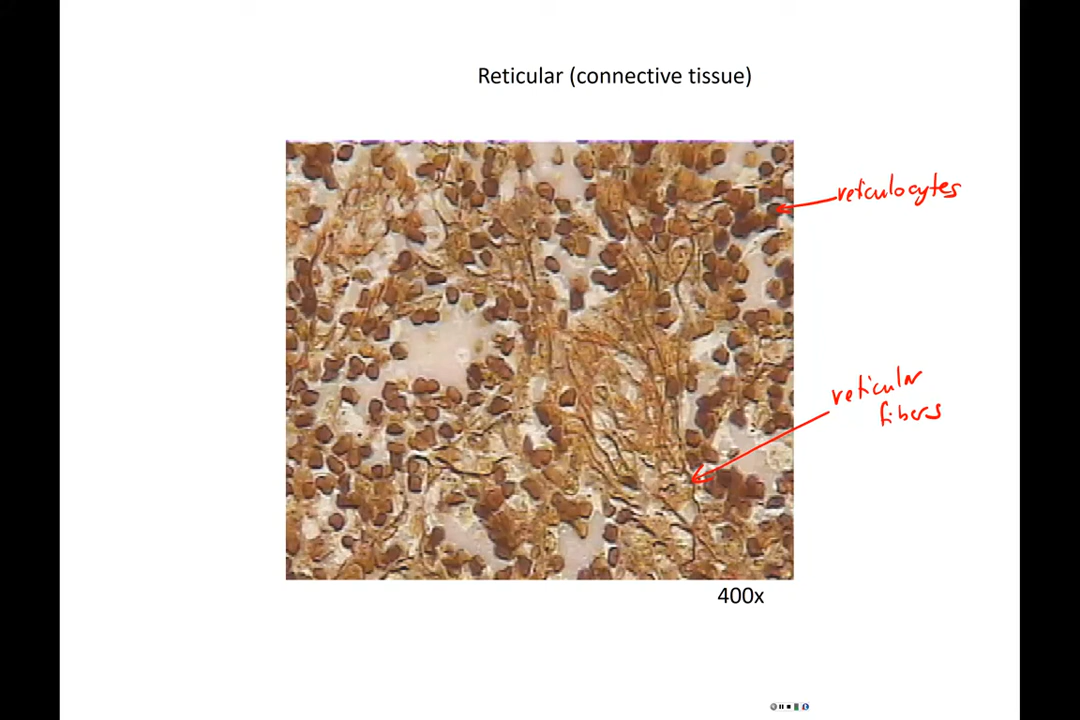 Reticular (connective tissue)
reticulocytes
reticular
fibers
400x